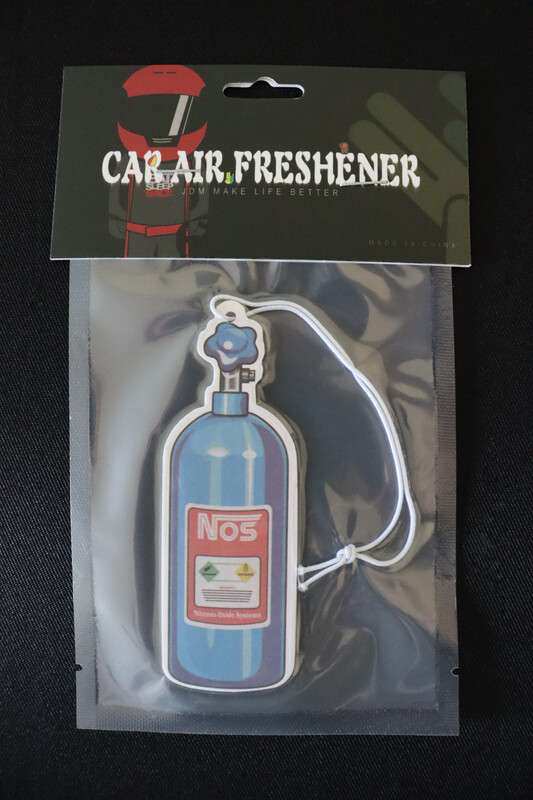 CAR AIR FRESHENER
JDM MAKE LIFE BETTER
MADE IN CHINA
NOS
Nitrous Oxide Systems